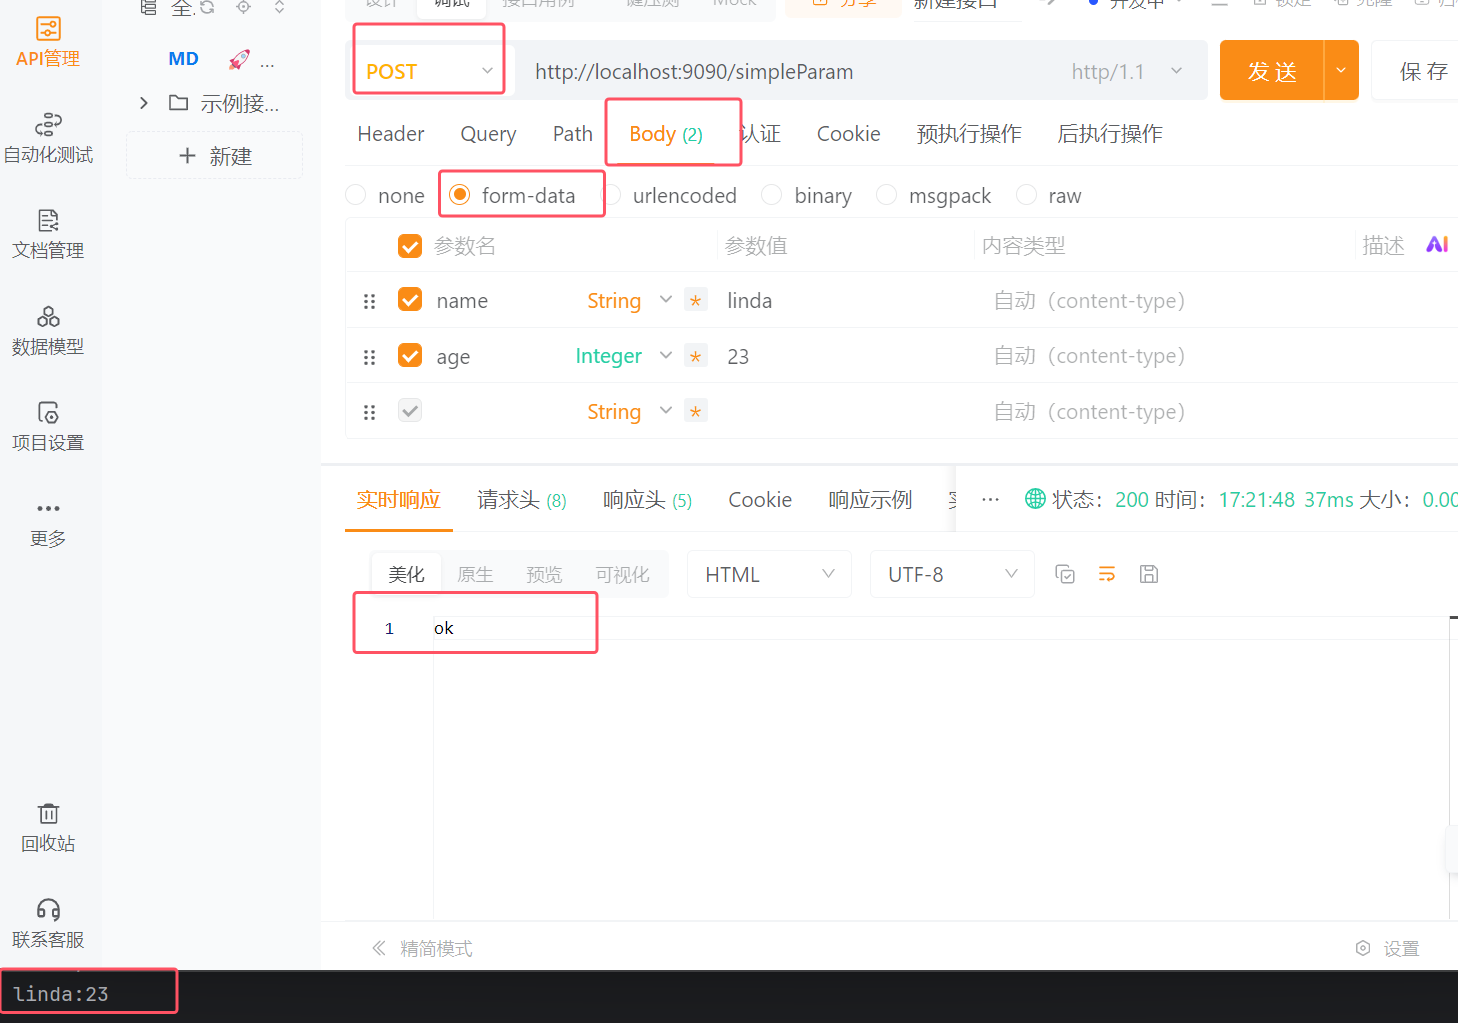 设计 调试 接口用例 一键压测 Mock 分享 新建接口 开发中 锁定 克隆 归
全.
API管理
MD ...
POST http://localhost:9090/simpleParam http/1.1 发送 保存
示例接...
Header Query Path Body (2) 认证 Cookie 预执行操作 后执行操作
自动化测试
新建
none form-data urlencoded binary msgpack raw
文档管理
参数名 参数值 内容类型 描述 AI
name String * linda 自动（content-type）
数据模型
age Integer * 23 自动（content-type）
String * 自动（content-type）
项目设置
实时响应 请求头 (8) 响应头 (5) Cookie 响应示例 ... 状态： 200 时间： 17:21:48 37ms 大小： 0.00
更多
美化 原生 预览 可视化 HTML UTF-8
1 ok
回收站
联系客服
精简模式 设置
linda:23